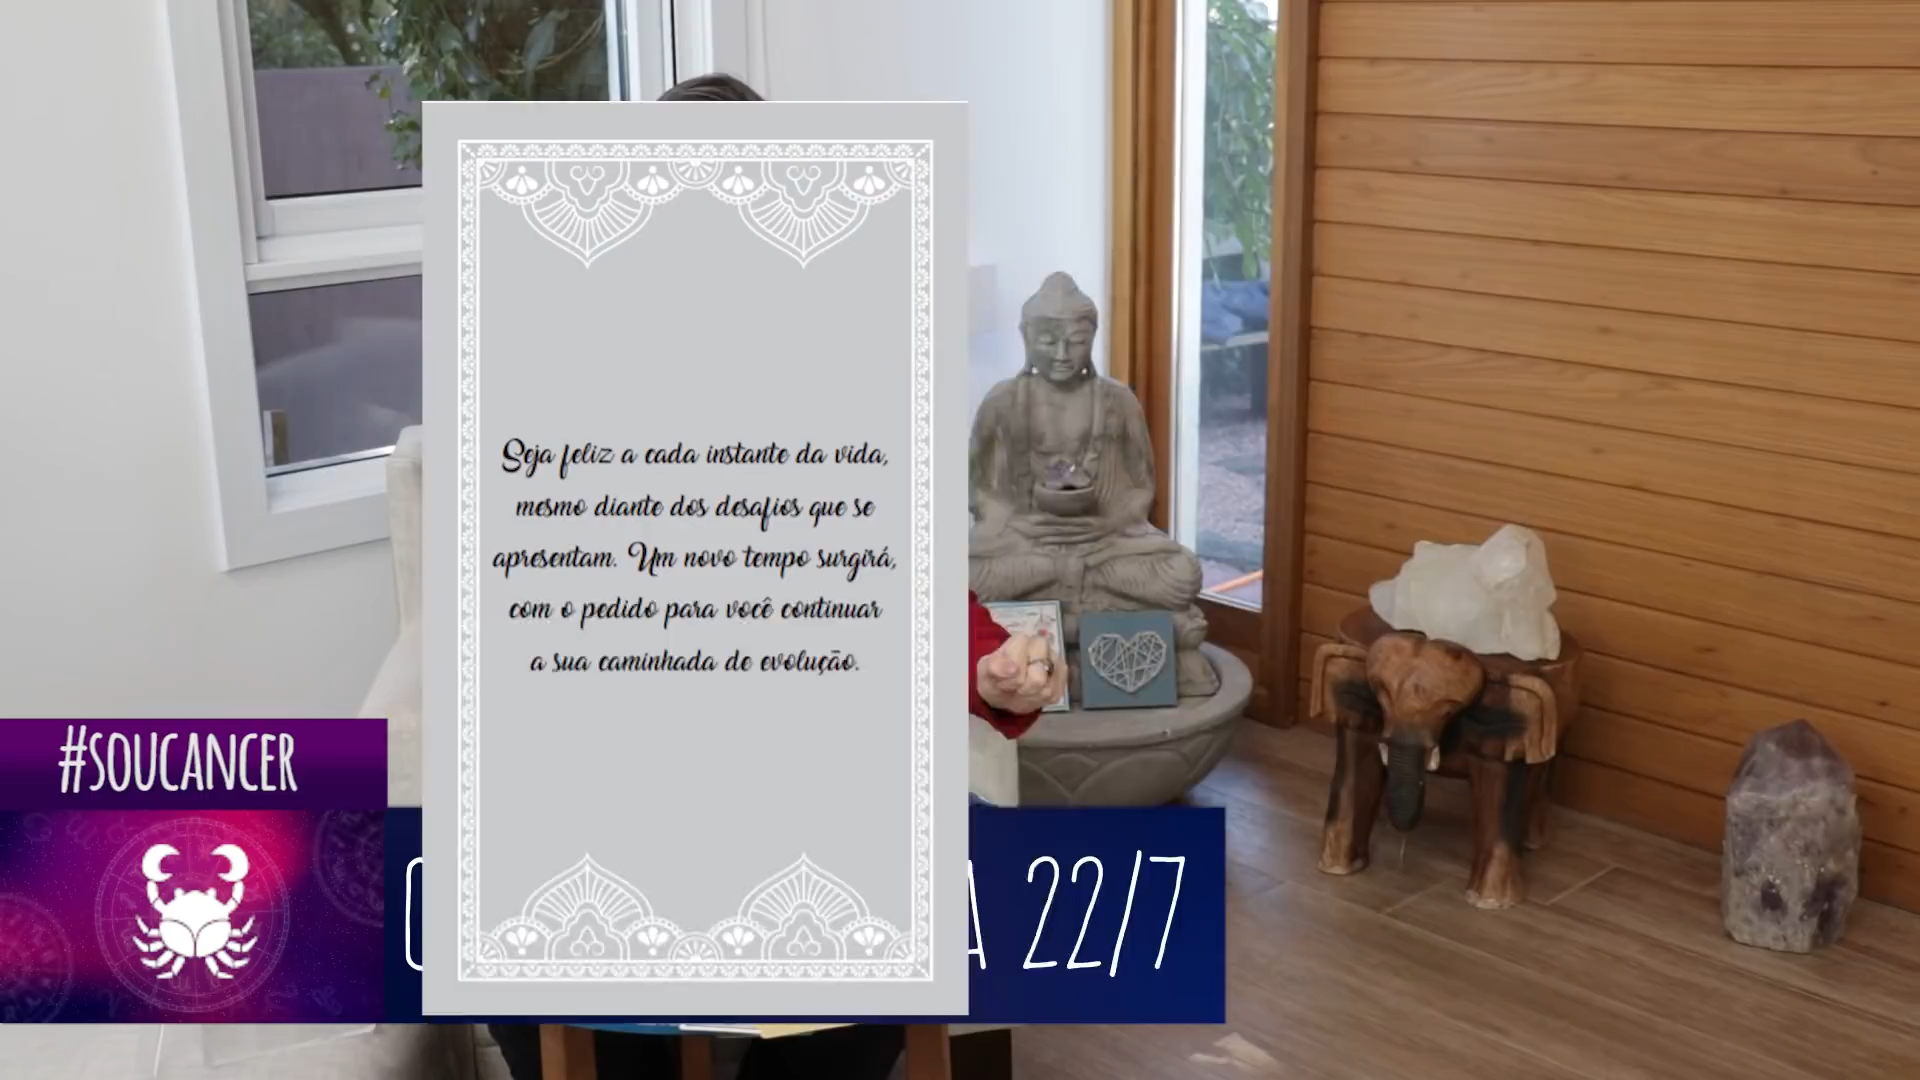 Seja feliz a cada instante da vida,
mesmo diante dos desafios que se
apresentam. Um novo tempo surgirá,
com o pedido para você continuar
a sua caminhada de evolução.
#SOUCANCER
22/7